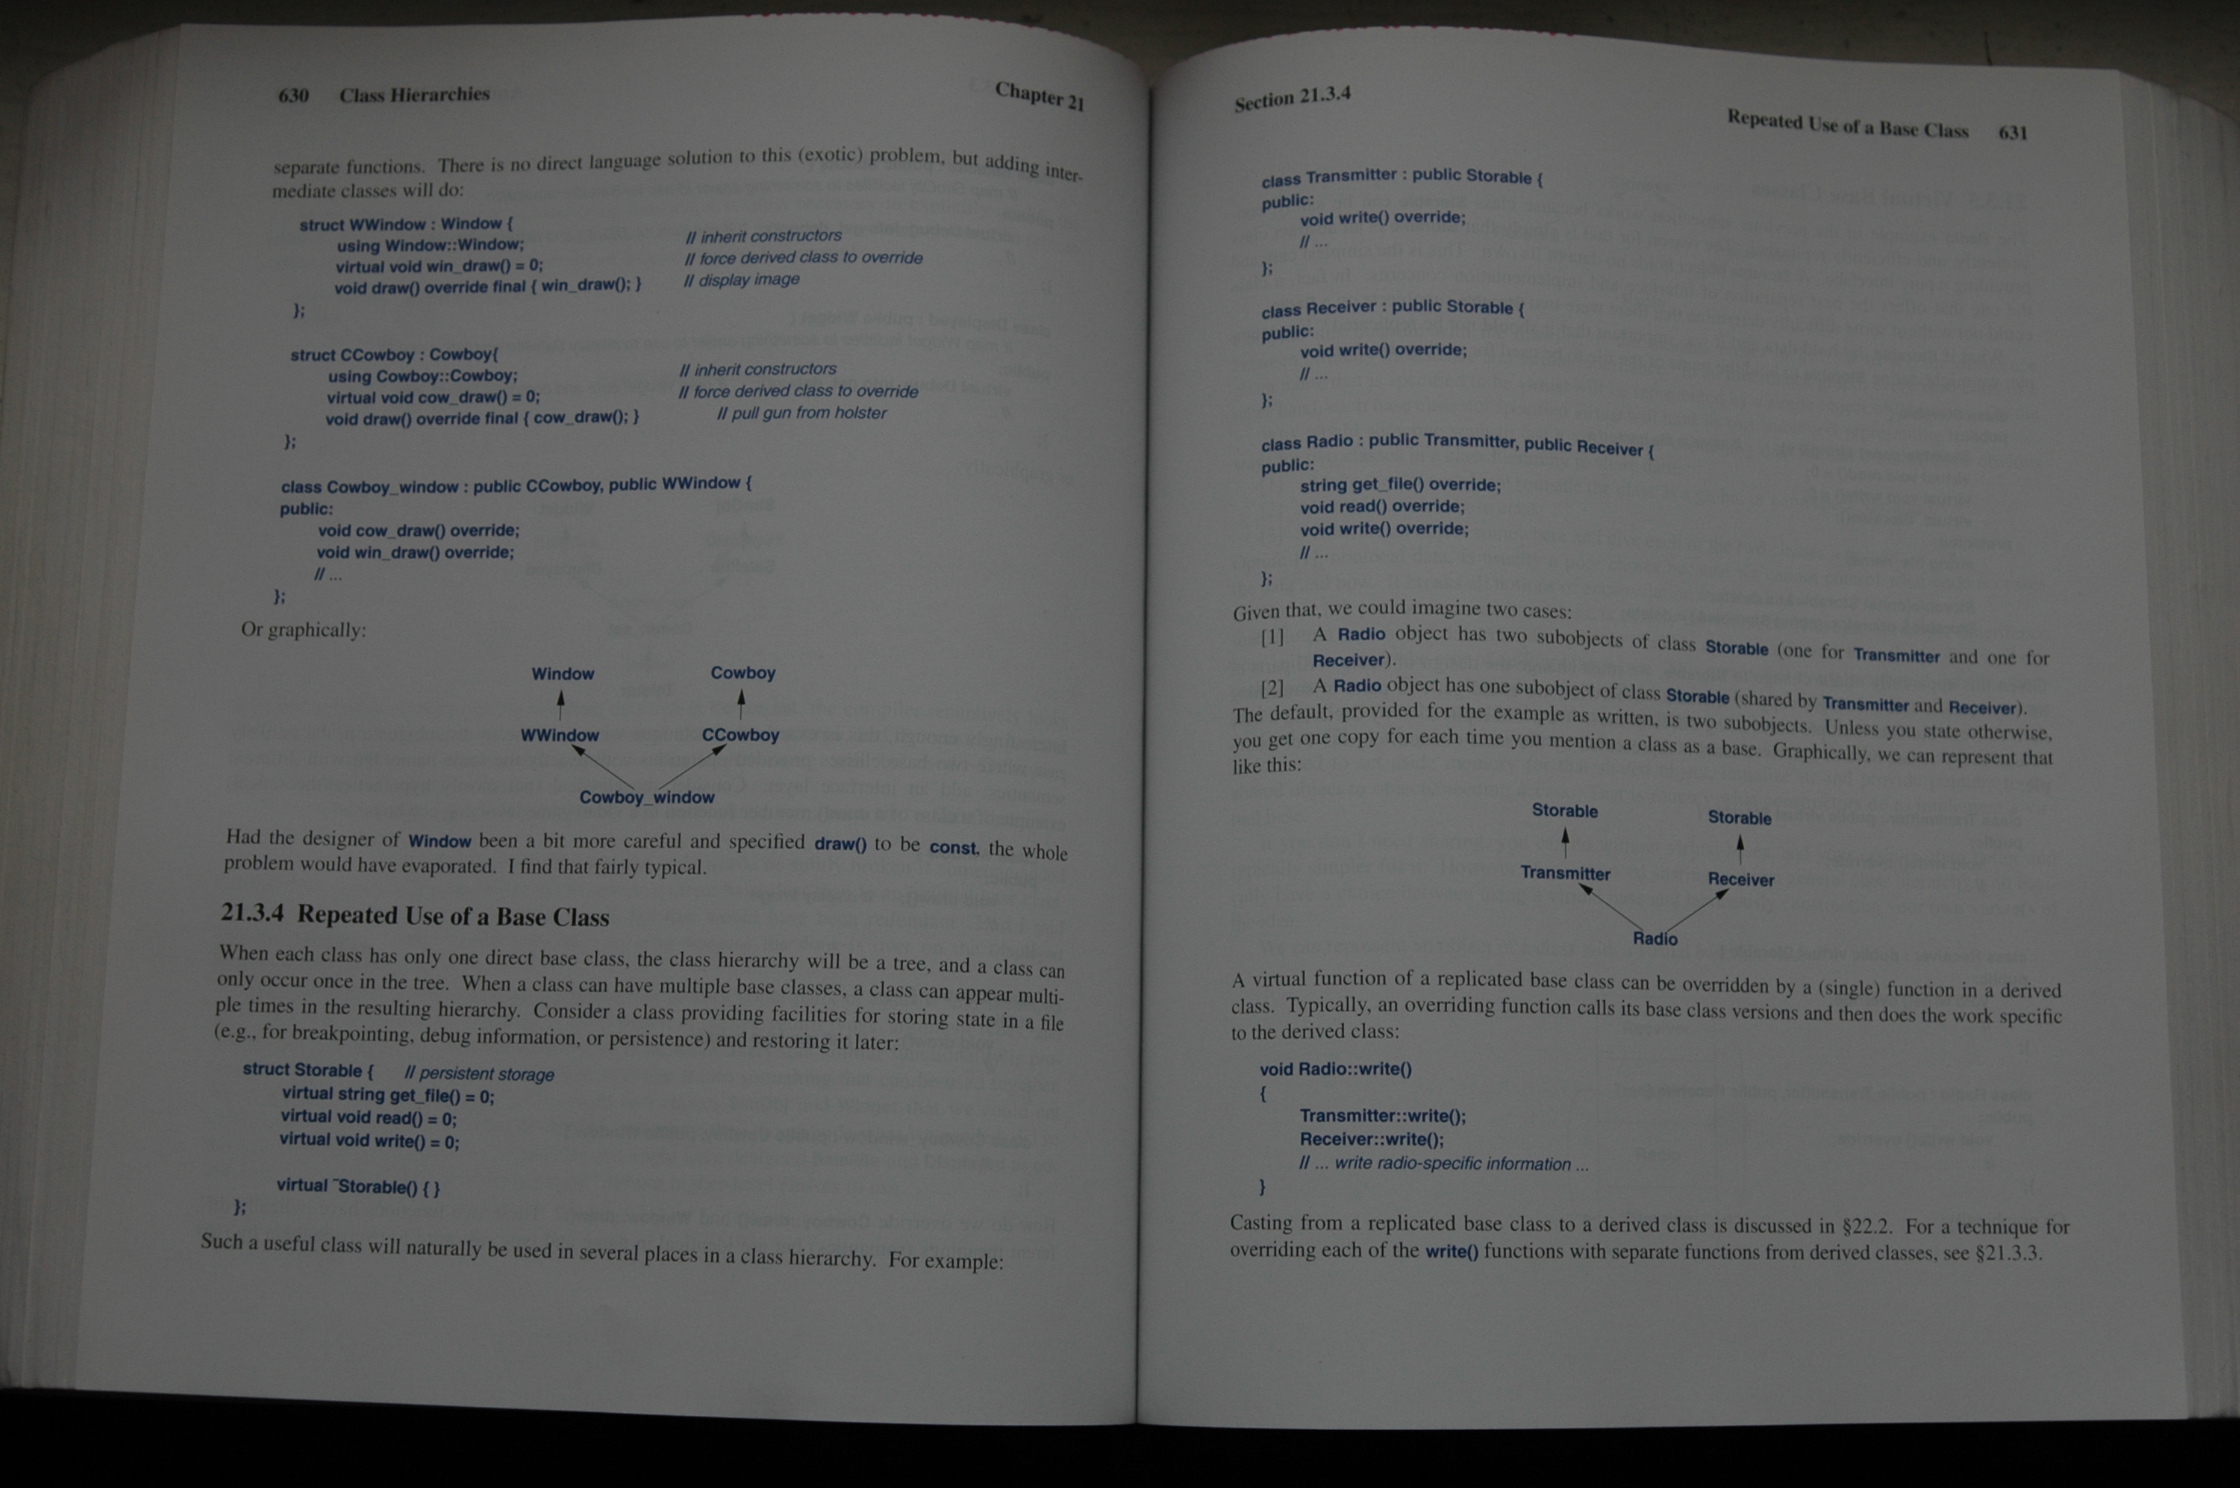 630 Class Hierarchies Chapter 21
separate functions. There is no direct language solution to this (exotic) problem, but adding inter-
mediate classes will do:
struct WWindow : Window {
using Window::Window; // inherit constructors
virtual void win_draw() = 0; // force derived class to override
void draw() override final { win_draw(); } // display image
};
struct CCowboy : Cowboy{
using Cowboy::Cowboy; // inherit constructors
virtual void cow_draw() = 0; // force derived class to override
void draw() override final { cow_draw(); } // pull gun from holster
};
class Cowboy_window : public CCowboy, public WWindow {
public:
void cow_draw() override;
void win_draw() override;
// ...
};
Or graphically:
Window Cowboy
WWindow CCowboy
Cowboy_window
Had the designer of Window been a bit more careful and specified draw() to be const, the whole
problem would have evaporated. I find that fairly typical.
21.3.4 Repeated Use of a Base Class
When each class has only one direct base class, the class hierarchy will be a tree, and a class can
only occur once in the tree. When a class can have multiple base classes, a class can appear multi-
ple times in the resulting hierarchy. Consider a class providing facilities for storing state in a file
(e.g., for breakpointing, debug information, or persistence) and restoring it later:
struct Storable { // persistent storage
virtual string get_file() = 0;
virtual void read() = 0;
virtual void write() = 0;
virtual ~Storable() { }
};
Such a useful class will naturally be used in several places in a class hierarchy. For example:
Section 21.3.4 Repeated Use of a Base Class 631
class Transmitter : public Storable {
public:
void write() override;
// ...
};
class Receiver : public Storable {
public:
void write() override;
// ...
};
class Radio : public Transmitter, public Receiver {
public:
string get_file() override;
void read() override;
void write() override;
// ...
};
Given that, we could imagine two cases:
[1] A Radio object has two subobjects of class Storable (one for Transmitter and one for
Receiver).
[2] A Radio object has one subobject of class Storable (shared by Transmitter and Receiver).
The default, provided for the example as written, is two subobjects. Unless you state otherwise,
you get one copy for each time you mention a class as a base. Graphically, we can represent that
like this:
Storable Storable
Transmitter Receiver
Radio
A virtual function of a replicated base class can be overridden by a (single) function in a derived
class. Typically, an overriding function calls its base class versions and then does the work specific
to the derived class:
void Radio::write()
{
Transmitter::write();
Receiver::write();
// ... write radio-specific information ...
}
Casting from a replicated base class to a derived class is discussed in §22.2. For a technique for
overriding each of the write() functions with separate functions from derived classes, see §21.3.3.